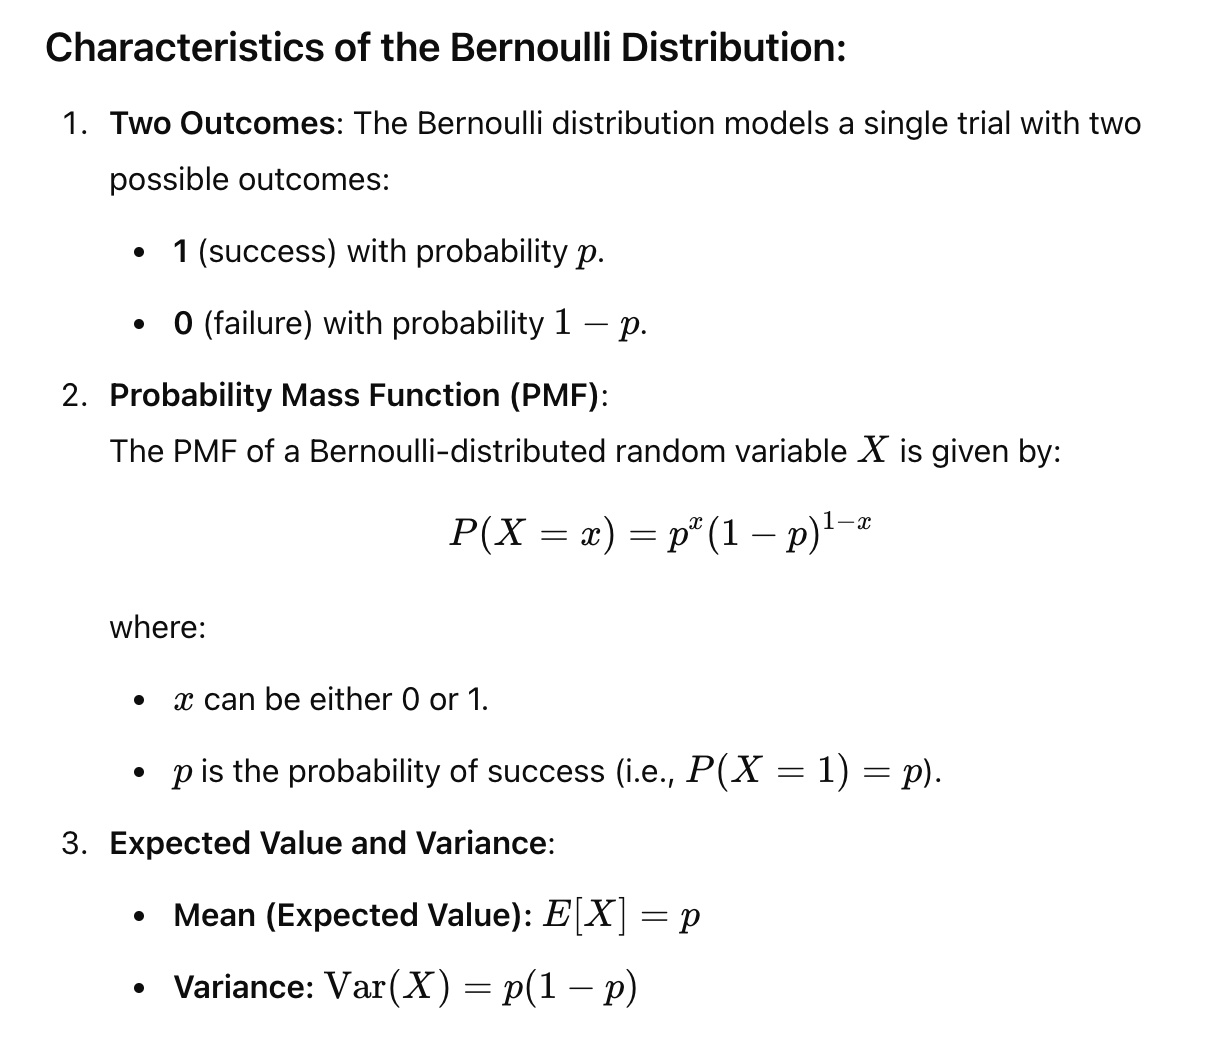 Characteristics of the Bernoulli Distribution:
1. Two Outcomes: The Bernoulli distribution models a single trial with two
possible outcomes:
• 1 (success) with probability p.
• 0 (failure) with probability 1 − p.
2. Probability Mass Function (PMF):
The PMF of a Bernoulli-distributed random variable X is given by:
P(X = x) = pˣ(1 − p)¹⁻ˣ
where:
• x can be either 0 or 1.
• p is the probability of success (i.e., P(X = 1) = p).
3. Expected Value and Variance:
• Mean (Expected Value): E[X] = p
• Variance: Var(X) = p(1 − p)